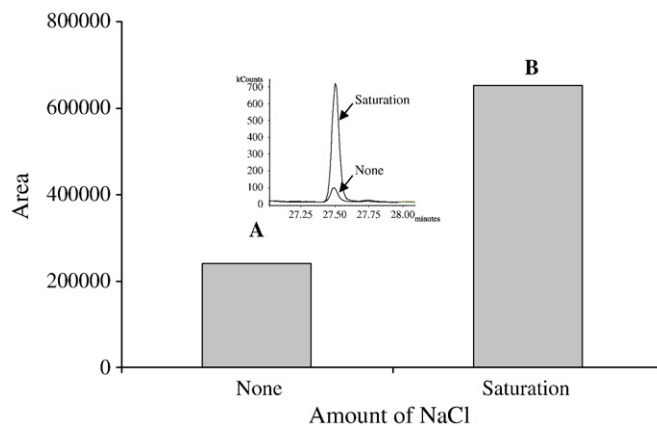 800000
600000
400000
200000
0
Area
A
B
kCounts
700
600
500
400
300
200
100
0
Saturation
None
27.25 27.50 27.75 28.00 minutes
None Saturation
Amount of NaCl